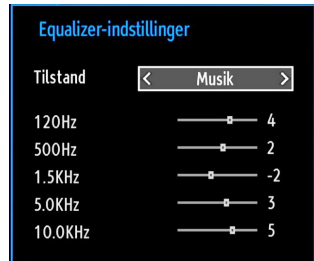 Equalizer-indstillinger
Tilstand < Musik >
120Hz 4
500Hz 2
1.5KHz -2
5.0KHz 3
10.0KHz 5